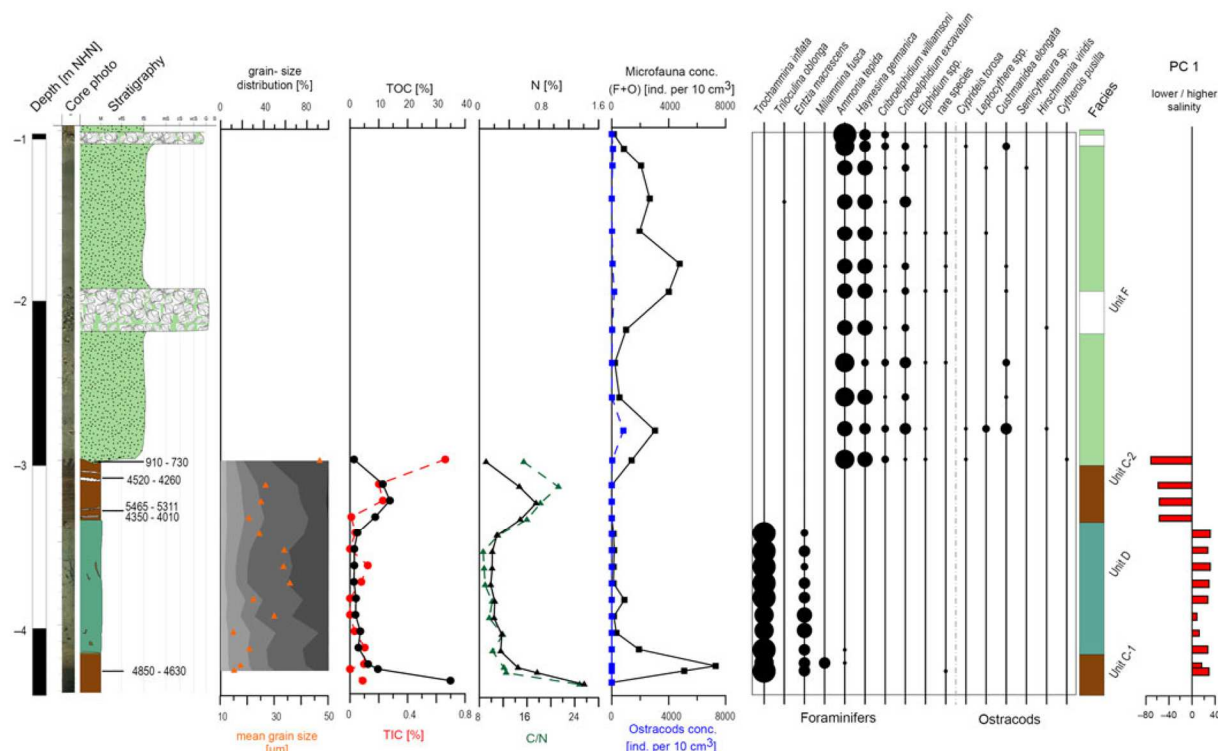 Depth [m NHN]
Core photo
Stratigraphy
grain- size
distribution [%]
0 50 100
TOC [%]
0 10 20 30 40
N [%]
0 0.8 1.6
Microfauna conc.
(F+O) [ind. per 10 cm³]
0 4000 8000
Trochammina inflata
Triloculina oblonga
Entzia macrescens
Miliammina fusca
Ammonia tepida
Haynesina germanica
Cribroelphidium williamsoni
Cribroelphidium excavatum
Elphidium spp.
rare species
Cyprideis torosa
Leptocythere spp.
Cushmanidea elongata
Semicytherura sp.
Hirschmannia viridis
Cytherois pusilla
Facies
PC 1
lower / higher
salinity
−1
−2
−3
−4
910 - 730
4520 - 4260
5465 - 5311
4350 - 4010
4850 - 4630
Unit F
Unit C-2
Unit D
Unit C-1
10 20 30 40 50
mean grain size
[µm]
0 0.4 0.8
TIC [%]
8 16 24
C/N
0 4000 8000
Ostracods conc.
[ind. per 10 cm³]
Foraminifers
Ostracods
−80 −40 0 40